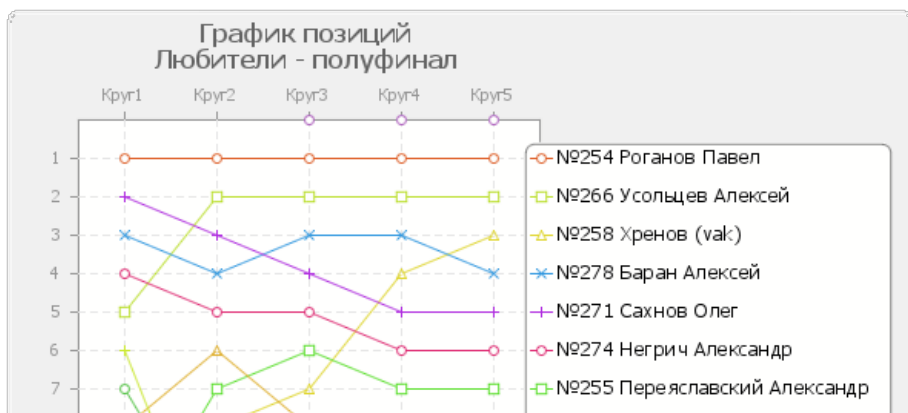 График позиций
Любители - полуфинал
Круг1 Круг2 Круг3 Круг4 Круг5
1 №254 Роганов Павел
2 №266 Усольцев Алексей
3 №258 Хренов (vak)
4 №278 Баран Алексей
5 №271 Сахнов Олег
6 №274 Негрич Александр
7 №255 Переяславский Александр